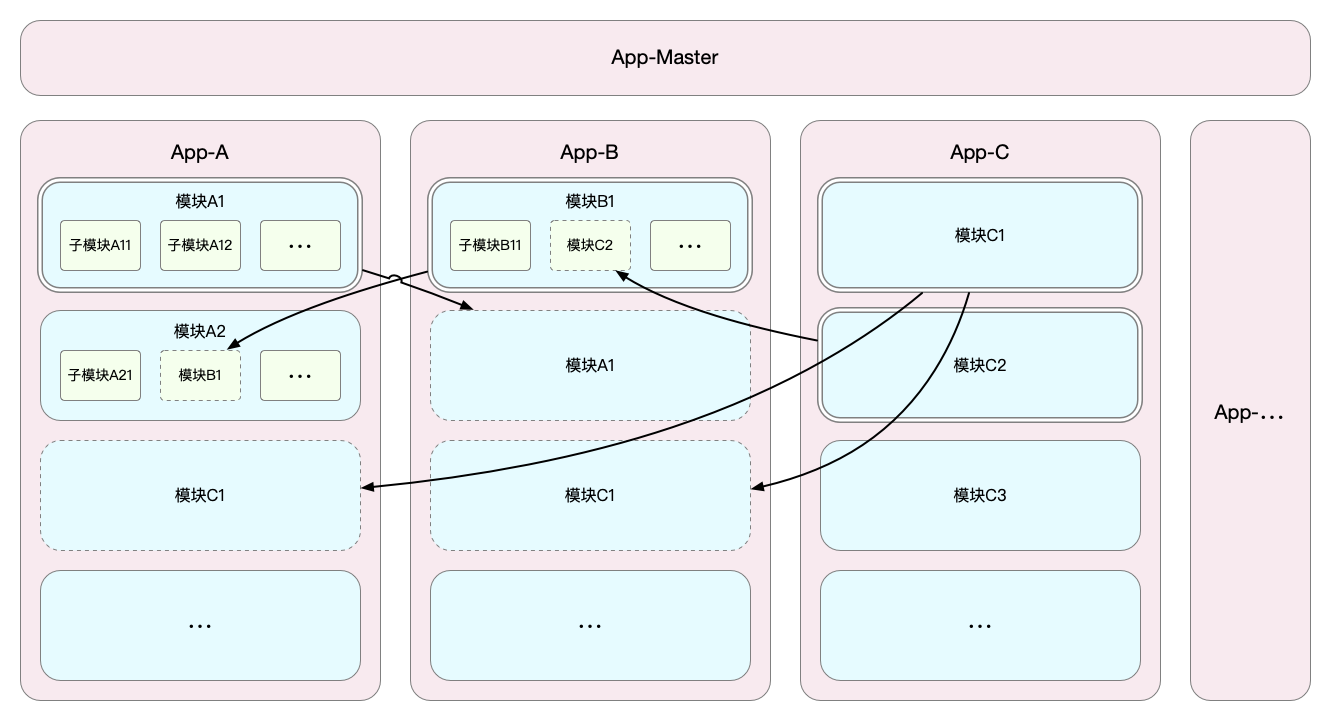 App-Master
App-A
模块A1
子模块A11
子模块A12
...
模块A2
子模块A21
模块B1
...
模块C1
...
App-B
模块B1
子模块B11
模块C2
...
模块A1
模块C1
...
App-C
模块C1
模块C2
模块C3
...
App-...